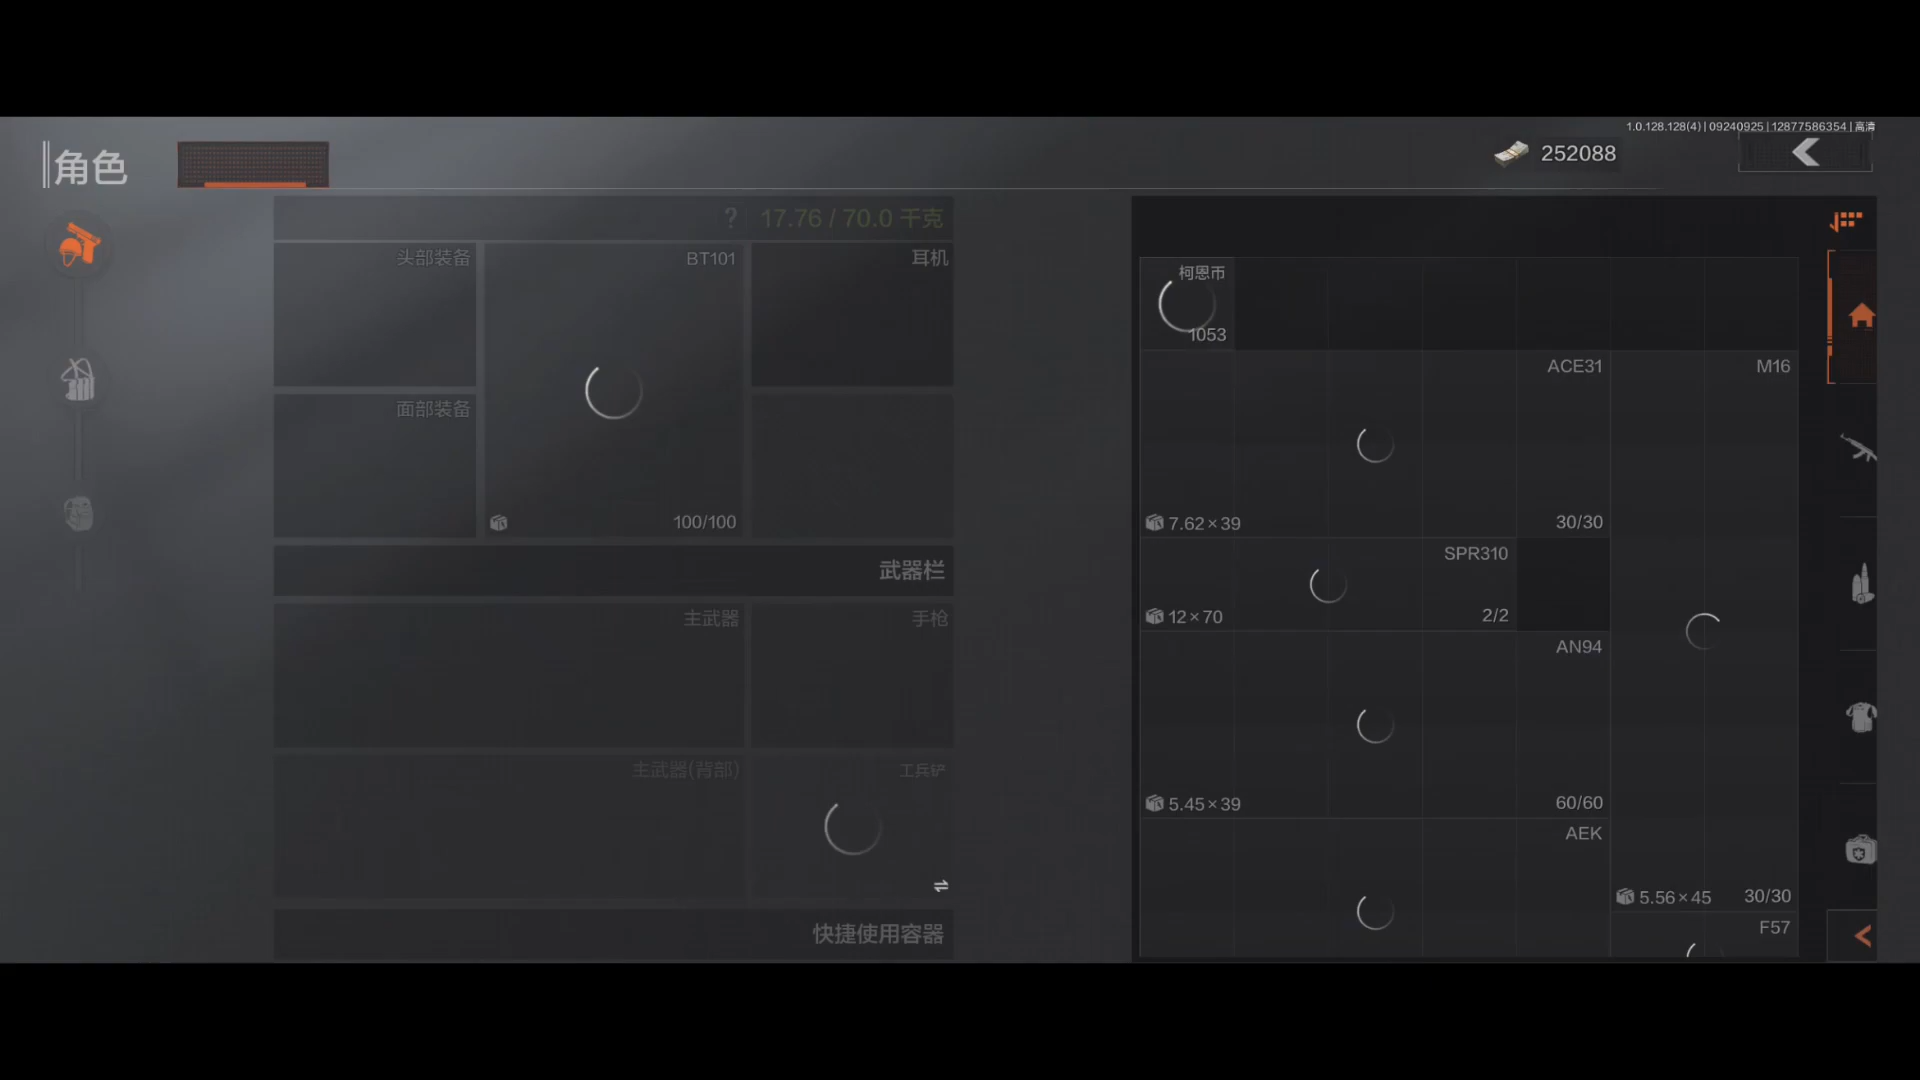 1.0.128.128(4) | 09240925 | 12877586354 | 高清
角色
252088
? 17.76 / 70.0 千克
头部装备
BT101
耳机
面部装备
100/100
武器栏
主武器
手枪
主武器(背部)
工兵铲
快捷使用容器
柯恩币
1053
ACE31
M16
7.62×39
30/30
SPR310
12×70
2/2
AN94
5.45×39
60/60
AEK
5.56×45
30/30
F57